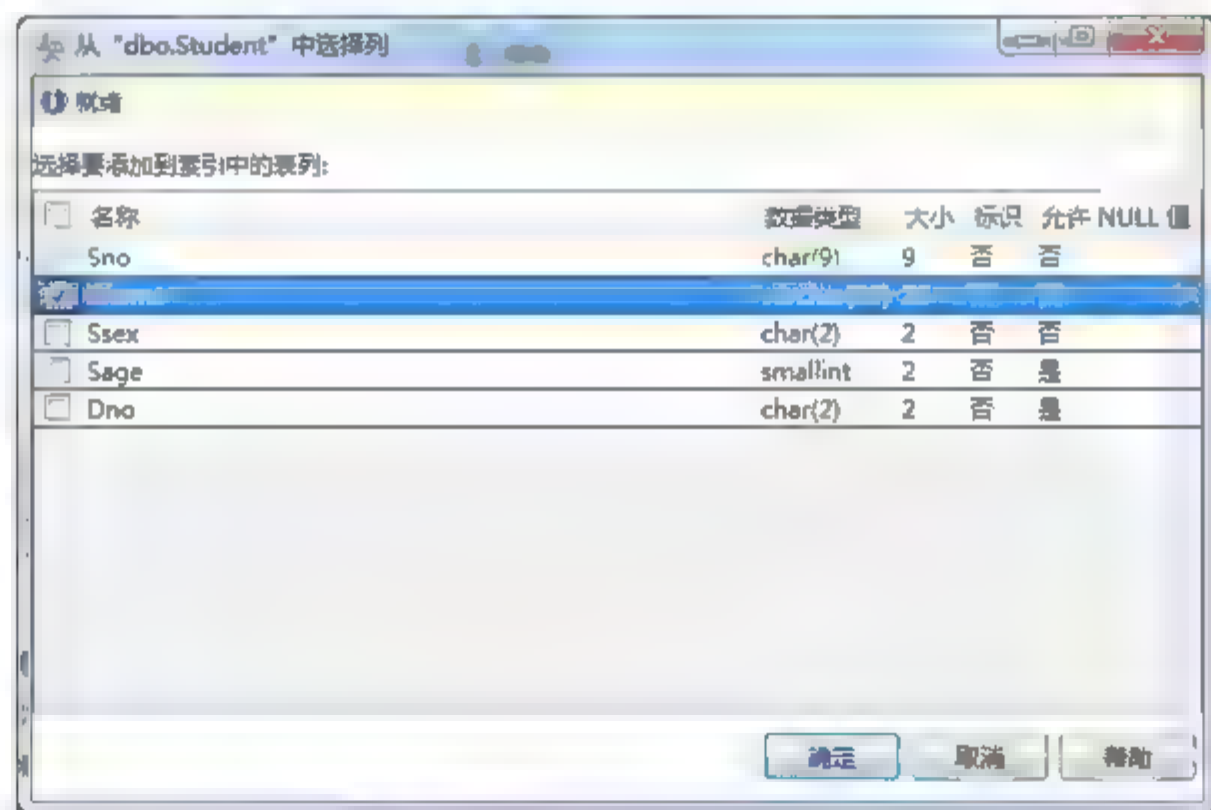 从 "dbo.Student" 中选择列
就绪
选择要添加到索引中的表列:
名称 数据类型 大小 标识 允许 NULL 值
Sno char(9) 9 否 否
Ssex char(2) 2 否 否
Sage smallint 2 否 是
Dno char(2) 2 否 是
确定 取消 帮助